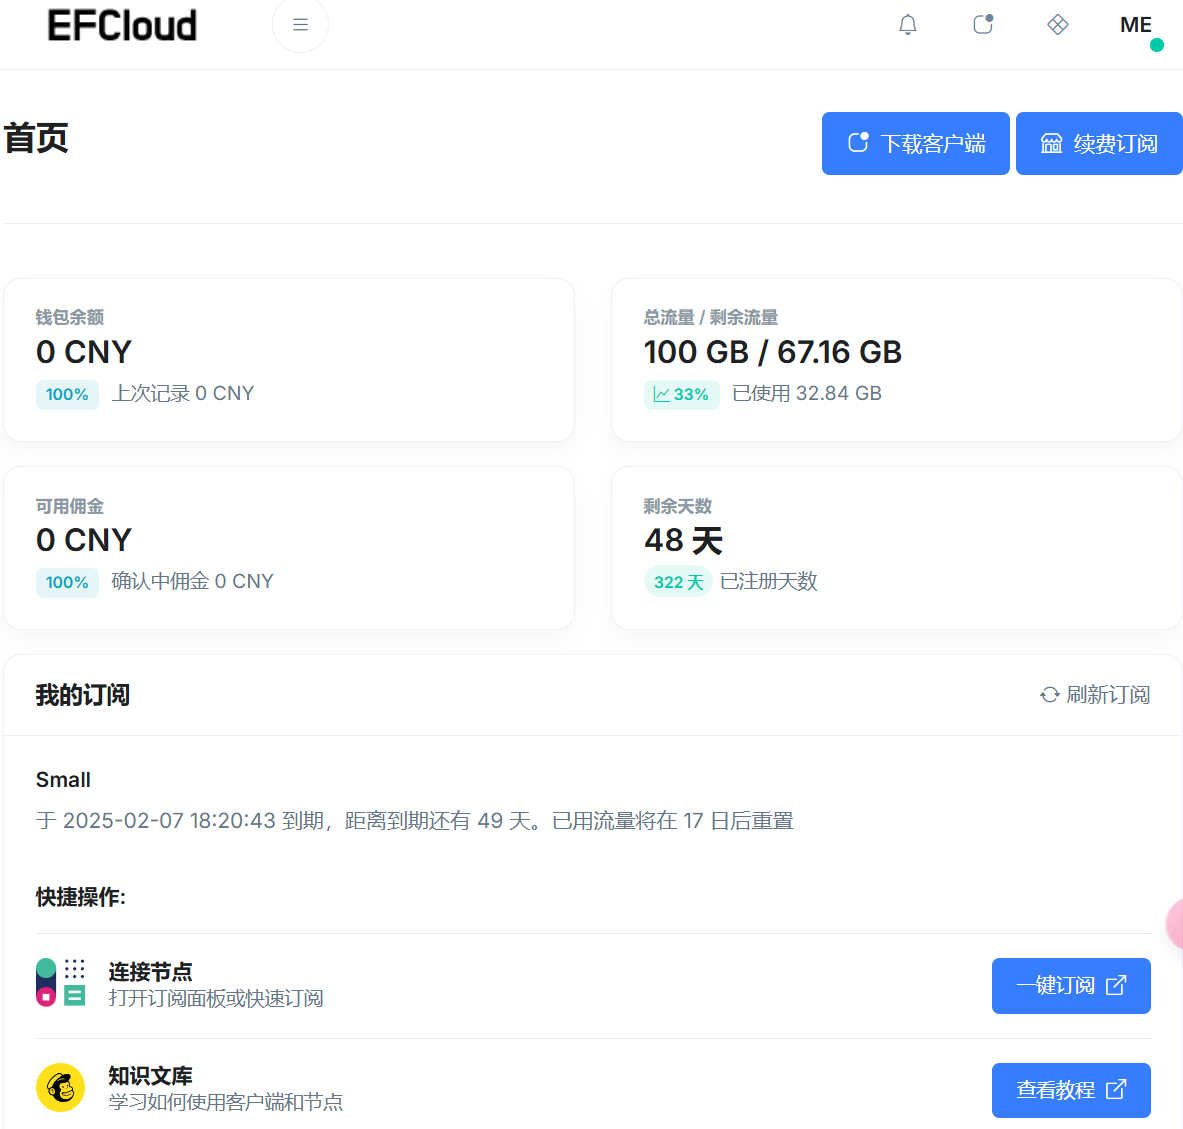 EFCloud
ME
首页
下载客户端
续费订阅
钱包余额
0 CNY
100% 上次记录 0 CNY
总流量 / 剩余流量
100 GB / 67.16 GB
33% 已使用 32.84 GB
可用佣金
0 CNY
100% 确认中佣金 0 CNY
剩余天数
48 天
322 天 已注册天数
我的订阅
刷新订阅
Small
于 2025-02-07 18:20:43 到期，距离到期还有 49 天。已用流量将在 17 日后重置
快捷操作:
连接节点
打开订阅面板或快速订阅
一键订阅
知识文库
学习如何使用客户端和节点
查看教程